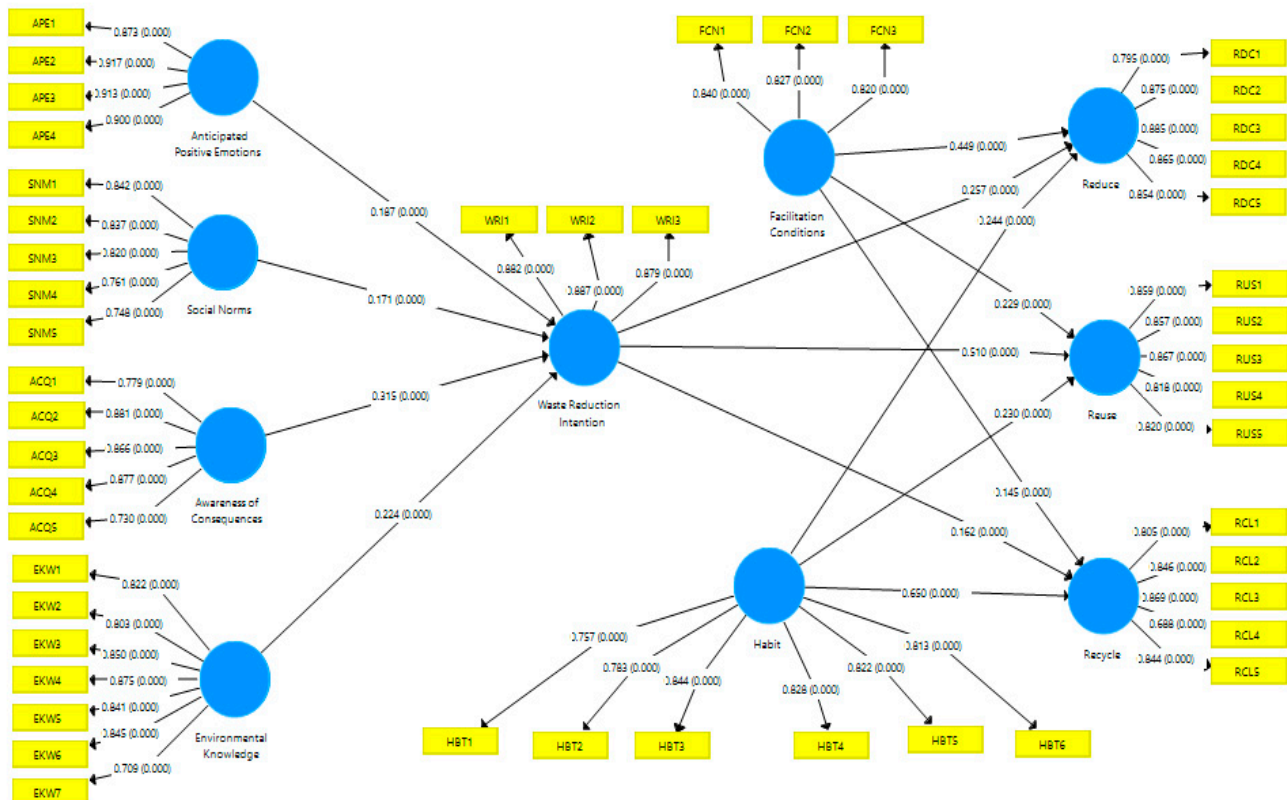 APE1
0.873 (0.000)
APE2
0.917 (0.000)
APE3
0.913 (0.000)
APE4
0.900 (0.000)
Anticipated
Positive Emotions
SNM1
0.842 (0.000)
SNM2
0.837 (0.000)
SNM3
0.820 (0.000)
SNM4
0.761 (0.000)
SNM5
0.748 (0.000)
Social Norms
ACQ1
0.779 (0.000)
ACQ2
0.881 (0.000)
ACQ3
0.866 (0.000)
ACQ4
0.877 (0.000)
ACQ5
0.730 (0.000)
Awareness of
Consequences
EKW1
0.822 (0.000)
EKW2
0.803 (0.000)
EKW3
0.850 (0.000)
EKW4
0.875 (0.000)
EKW5
0.841 (0.000)
EKW6
0.845 (0.000)
EKW7
0.709 (0.000)
Environmental
Knowledge
0.187 (0.000)
0.171 (0.000)
0.315 (0.000)
0.224 (0.000)
WRI1
WRI2
WRI3
0.882 (0.000)
0.887 (0.000)
0.879 (0.000)
Waste Reduction
Intention
FCN1
FCN2
FCN3
0.840 (0.000)
0.827 (0.000)
0.820 (0.000)
Facilitation
Conditions
0.449 (0.000)
0.257 (0.000)
0.244 (0.000)
0.229 (0.000)
0.510 (0.000)
0.230 (0.000)
0.145 (0.000)
0.162 (0.000)
0.650 (0.000)
Habit
0.757 (0.000)
0.783 (0.000)
0.844 (0.000)
0.828 (0.000)
0.822 (0.000)
0.813 (0.000)
HBT1
HBT2
HBT3
HBT4
HBT5
HBT6
Reduce
0.795 (0.000)
RDC1
0.875 (0.000)
RDC2
0.885 (0.000)
RDC3
0.865 (0.000)
RDC4
0.854 (0.000)
RDC5
Reuse
0.859 (0.000)
RUS1
0.857 (0.000)
RUS2
0.867 (0.000)
RUS3
0.818 (0.000)
RUS4
0.820 (0.000)
RUS5
Recycle
0.805 (0.000)
RCL1
0.846 (0.000)
RCL2
0.869 (0.000)
RCL3
0.688 (0.000)
RCL4
0.844 (0.000)
RCL5